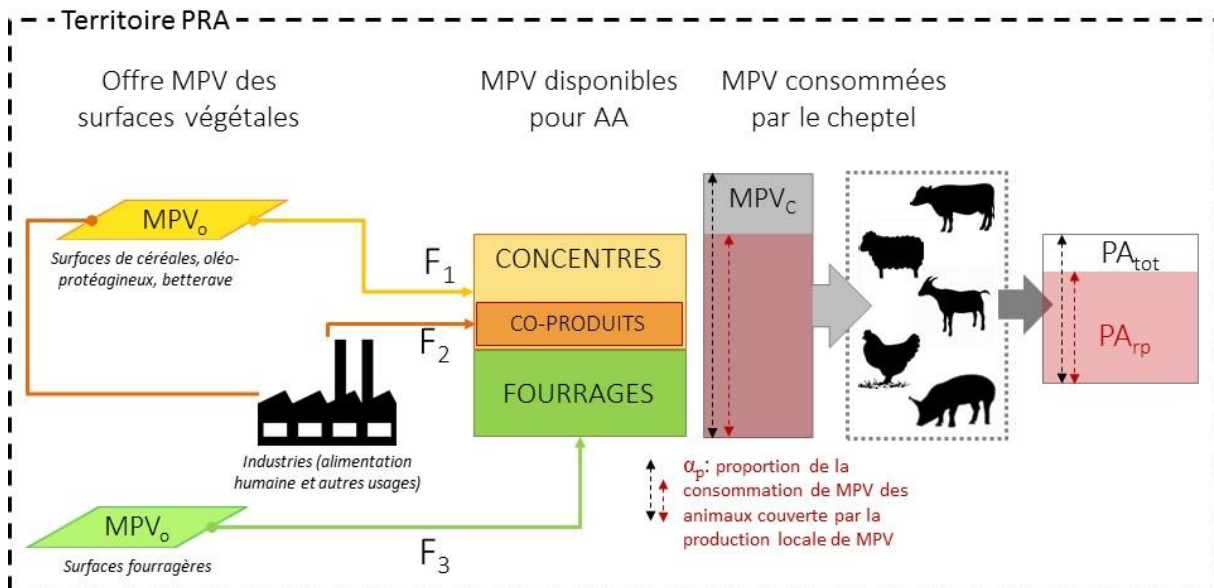 Territoire PRA
Offre MPV des
surfaces végétales
MPV disponibles
pour AA
MPV consommées
par le cheptel
MPVo
Surfaces de céréales, oléo-
protéagineux, betterave
F1
CONCENTRES
MPVC
F2
CO-PRODUITS
FOURRAGES
PAtot
PArp
Industries (alimentation
humaine et autres usages)
MPVo
Surfaces fourragères
F3
αp: proportion de la
consommation de MPV des
animaux couverte par la
production locale de MPV